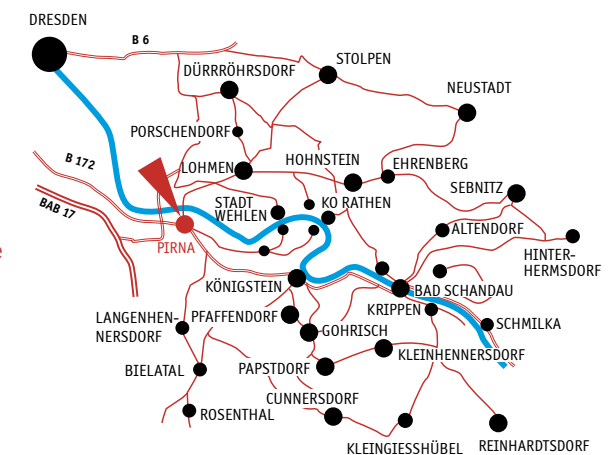 DRESDEN
B 6
STOLPEN
DÜRRRÖHRSDORF
NEUSTADT
PORSCHENDORF
B 172
LOHMEN
HOHNSTEIN
EHRENBERG
SEBNITZ
BAB 17
STADT
WEHLEN
KO RATHEN
ALTENDORF
PIRNA
HINTER-
HERMSDORF
KÖNIGSTEIN
BAD SCHANDAU
KRIPPEN
LANGENHEN-
NERSDORF
PFAFFENDORF
SCHMILKA
GOHRISCH
KLEINHENNERSDORF
BIELATAL
PAPSTDORF
CUNNERSDORF
ROSENTHAL
KLEINGIESSHÜBEL
REINHARDTSDORF